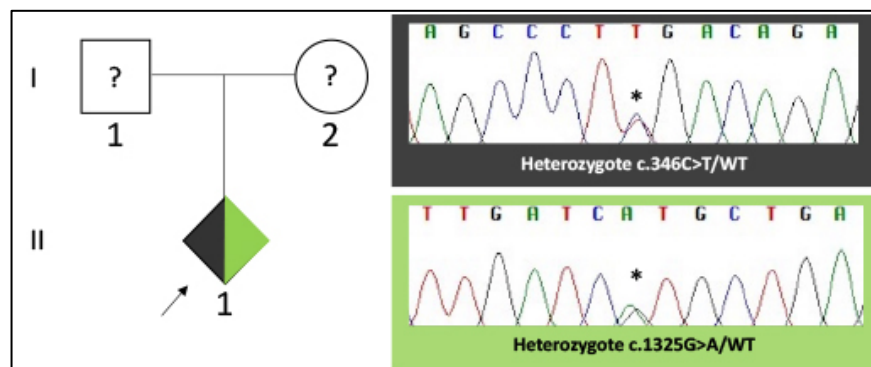 I
?
?
1
2
II
1
A G C C C T T G A C A G A
*
Heterozygote c.346C>T/WT
T T G A T C A T G C T G A
*
Heterozygote c.1325G>A/WT